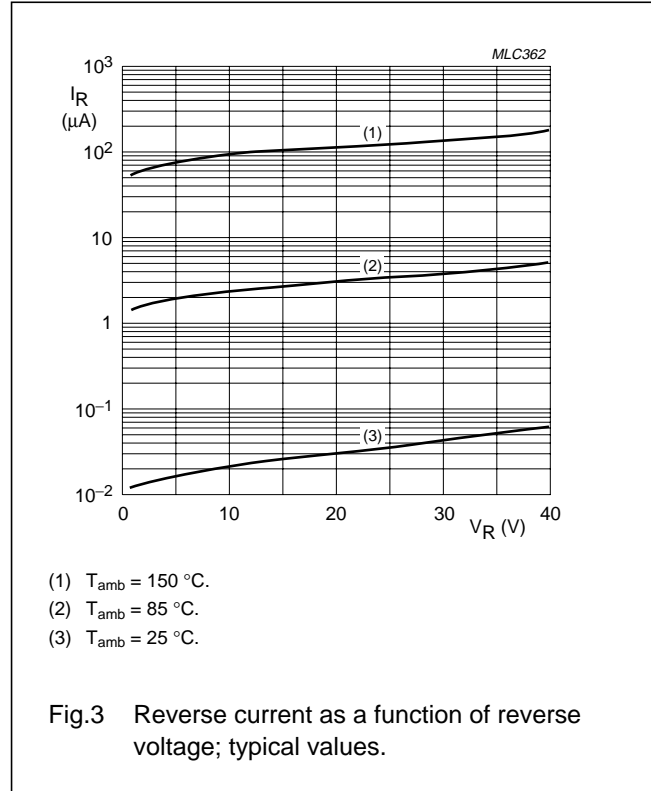 MLC362
10³
I_R
(μA)
(1)
10²
10
(2)
1
10⁻¹
(3)
10⁻²
0
10
20
30
40
V_R (V)
(1) T_amb = 150 °C.
(2) T_amb = 85 °C.
(3) T_amb = 25 °C.
Fig.3 Reverse current as a function of reverse
voltage; typical values.